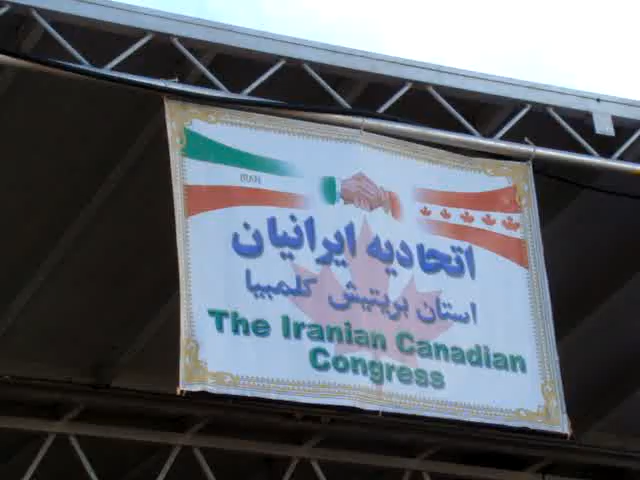 IRAN
اتحادیه ایرانیان
استان بریتیش کلمبیا
The Iranian Canadian
Congress